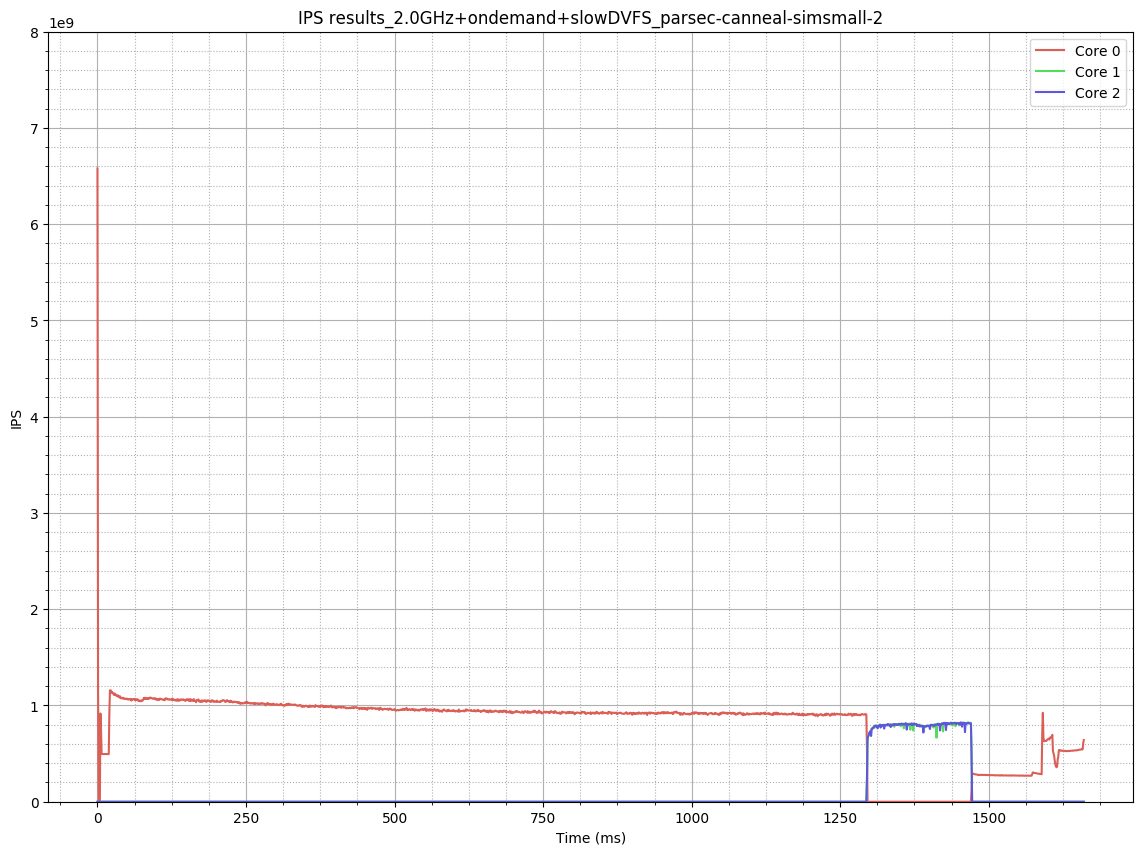 IPS results_2.0GHz+ondemand+slowDVFS_parsec-canneal-simsmall-2
1e9
8
7
6
5
4
3
2
1
0
IPS
Core 0
Core 1
Core 2
0 250 500 750 1000 1250 1500
Time (ms)